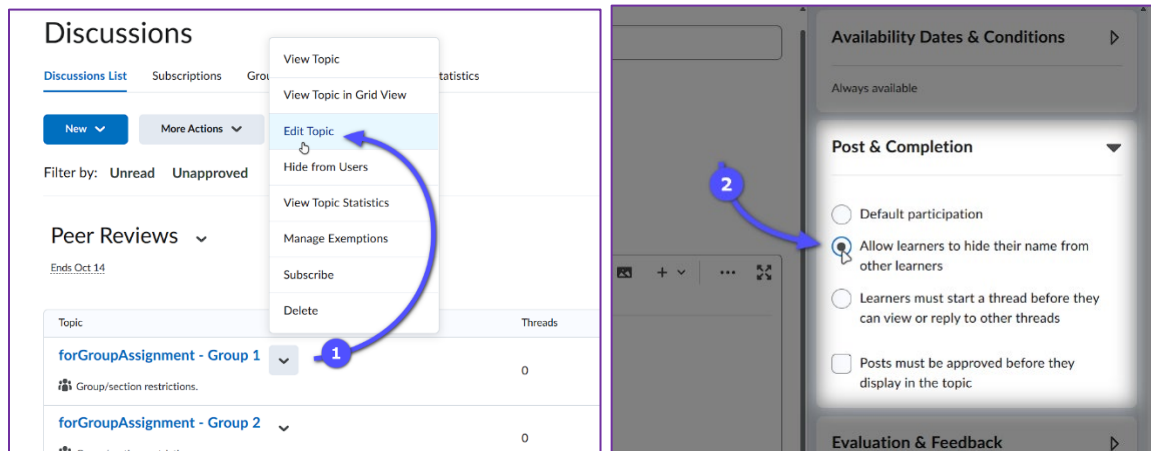 Discussions
Discussions List Subscriptions Grou tatistics
New More Actions
Filter by: Unread Unapproved
Peer Reviews
Ends Oct 14
Topic Threads
forGroupAssignment - Group 1
0
Group/section restrictions.
forGroupAssignment - Group 2
0
View Topic
View Topic in Grid View
Edit Topic
Hide from Users
View Topic Statistics
Manage Exemptions
Subscribe
Delete
1
Availability Dates & Conditions
Always available
Post & Completion
2
Default participation
Allow learners to hide their name from
other learners
Learners must start a thread before they
can view or reply to other threads
Posts must be approved before they
display in the topic
Evaluation & Feedback